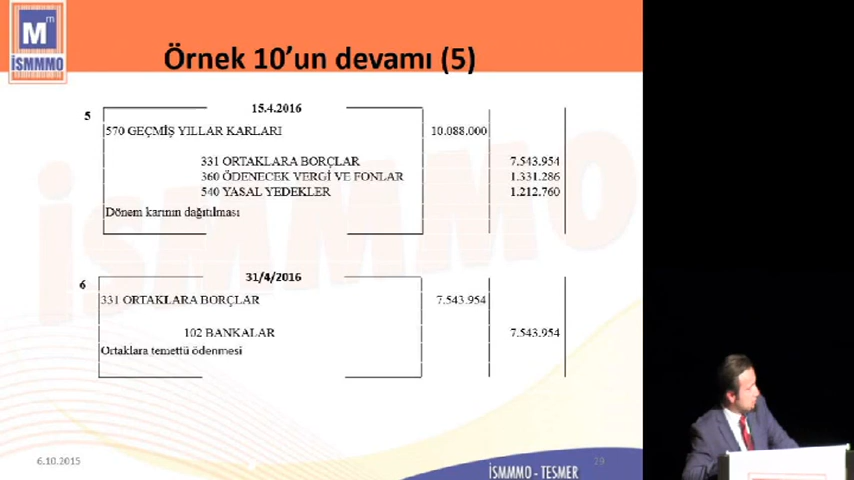 Mm
İSMMMO
Örnek 10’un devamı (5)
5
15.4.2016
570 GEÇMİŞ YILLAR KARLARI 10.088.000
331 ORTAKLARA BORÇLAR 7.543.954
360 ÖDENECEK VERGİ VE FONLAR 1.331.286
540 YASAL YEDEKLER 1.212.760
Dönem karının dağıtılması
6
31/4/2016
331 ORTAKLARA BORÇLAR 7.543.954
102 BANKALAR 7.543.954
Ortaklara temettü ödenmesi
İSMMMO
6.10.2015
İSMMMO - TESMER
29